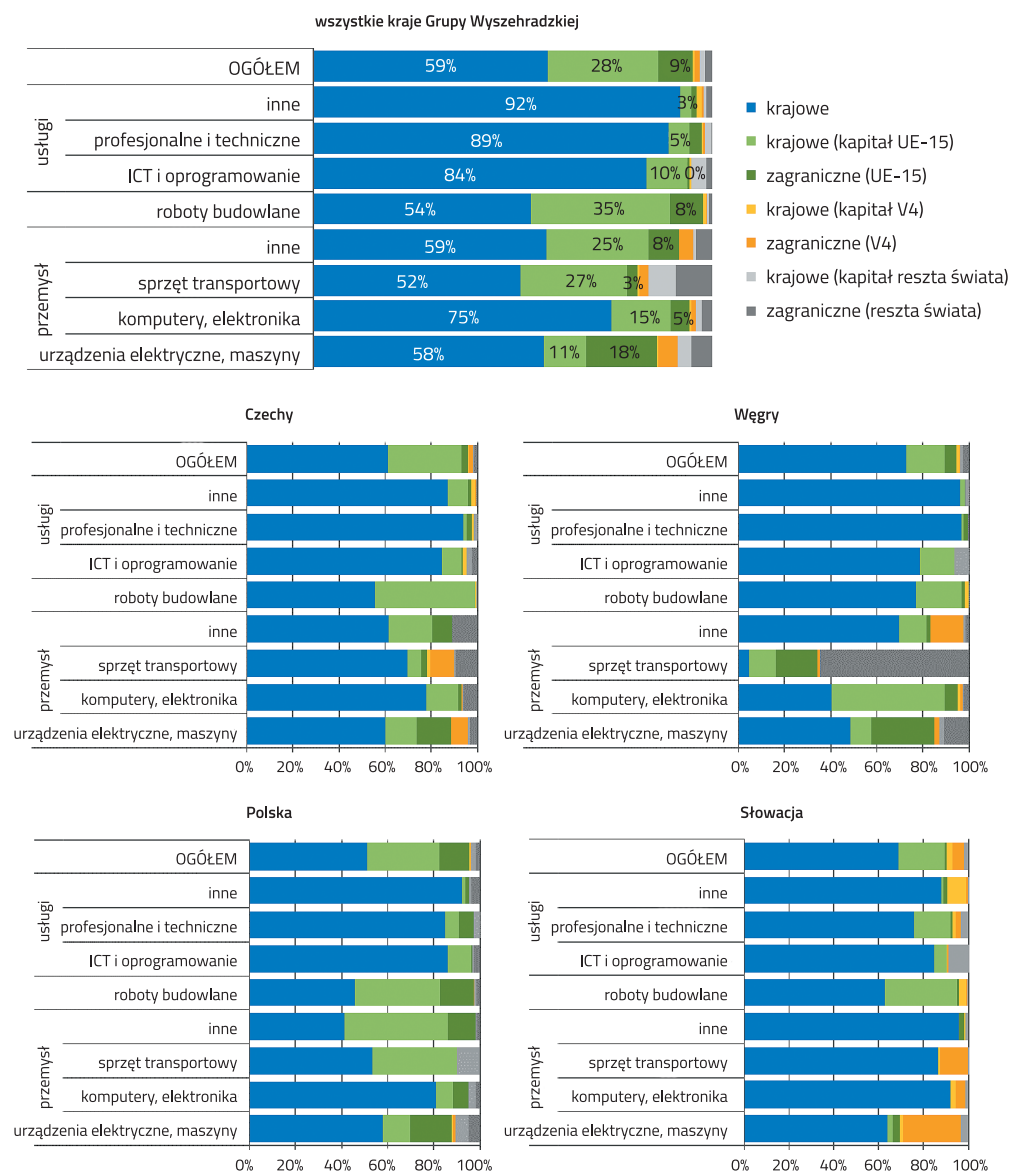 wszystkie kraje Grupy Wyszehradzkiej
OGÓŁEM 59% 28% 9%
usługi
inne 92% 3%
profesjonalne i techniczne 89% 5%
ICT i oprogramowanie 84% 10% 0%
roboty budowlane 54% 35% 8%
przemysł
inne 59% 25% 8%
sprzęt transportowy 52% 27% 3%
komputery, elektronika 75% 15% 5%
urządzenia elektryczne, maszyny 58% 11% 18%
krajowe
krajowe (kapitał UE-15)
zagraniczne (UE-15)
krajowe (kapitał V4)
zagraniczne (V4)
krajowe (kapitał reszta świata)
zagraniczne (reszta świata)
Czechy
OGÓŁEM
usługi
inne
profesjonalne i techniczne
ICT i oprogramowanie
roboty budowlane
przemysł
inne
sprzęt transportowy
komputery, elektronika
urządzenia elektryczne, maszyny
0% 20% 40% 60% 80% 100%
Węgry
OGÓŁEM
usługi
inne
profesjonalne i techniczne
ICT i oprogramowanie
roboty budowlane
przemysł
inne
sprzęt transportowy
komputery, elektronika
urządzenia elektryczne, maszyny
0% 20% 40% 60% 80% 100%
Polska
OGÓŁEM
usługi
inne
profesjonalne i techniczne
ICT i oprogramowanie
roboty budowlane
przemysł
inne
sprzęt transportowy
komputery, elektronika
urządzenia elektryczne, maszyny
0% 20% 40% 60% 80% 100%
Słowacja
OGÓŁEM
usługi
inne
profesjonalne i techniczne
ICT i oprogramowanie
roboty budowlane
przemysł
inne
sprzęt transportowy
komputery, elektronika
urządzenia elektryczne, maszyny
0% 20% 40% 60% 80% 100%